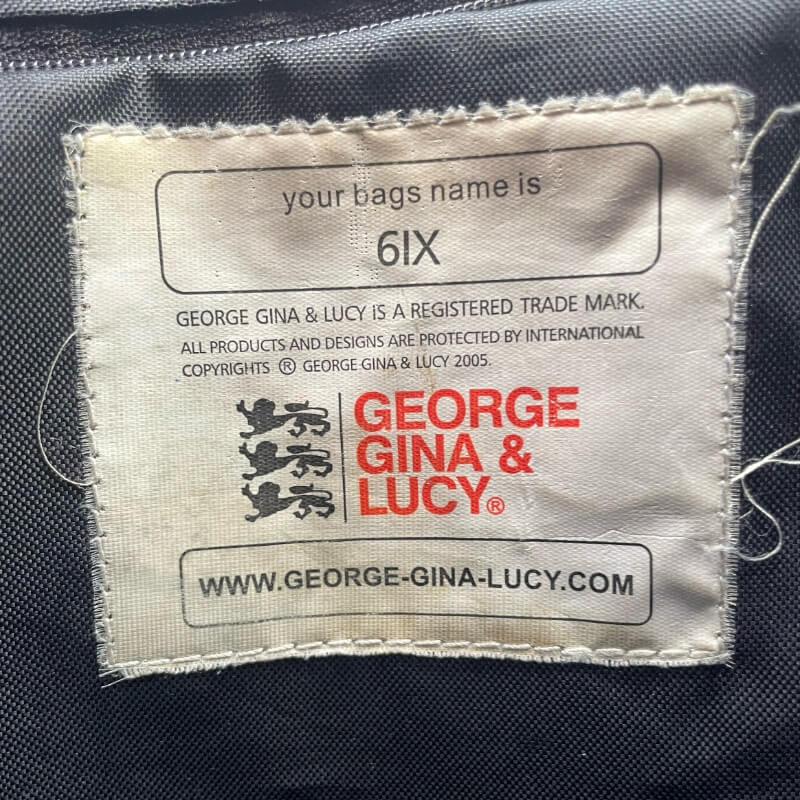 your bags name is
6IX
GEORGE GINA & LUCY iS A REGISTERED TRADE MARK.
ALL PRODUCTS AND DESIGNS ARE PROTECTED BY INTERNATIONAL
COPYRIGHTS ® GEORGE GINA & LUCY 2005.
GEORGE
GINA &
LUCY®
WWW.GEORGE-GINA-LUCY.COM